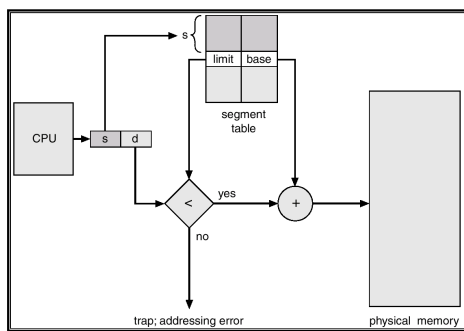 s
limit base
segment
table
CPU
s d
<
yes
+
no
trap; addressing error
physical memory